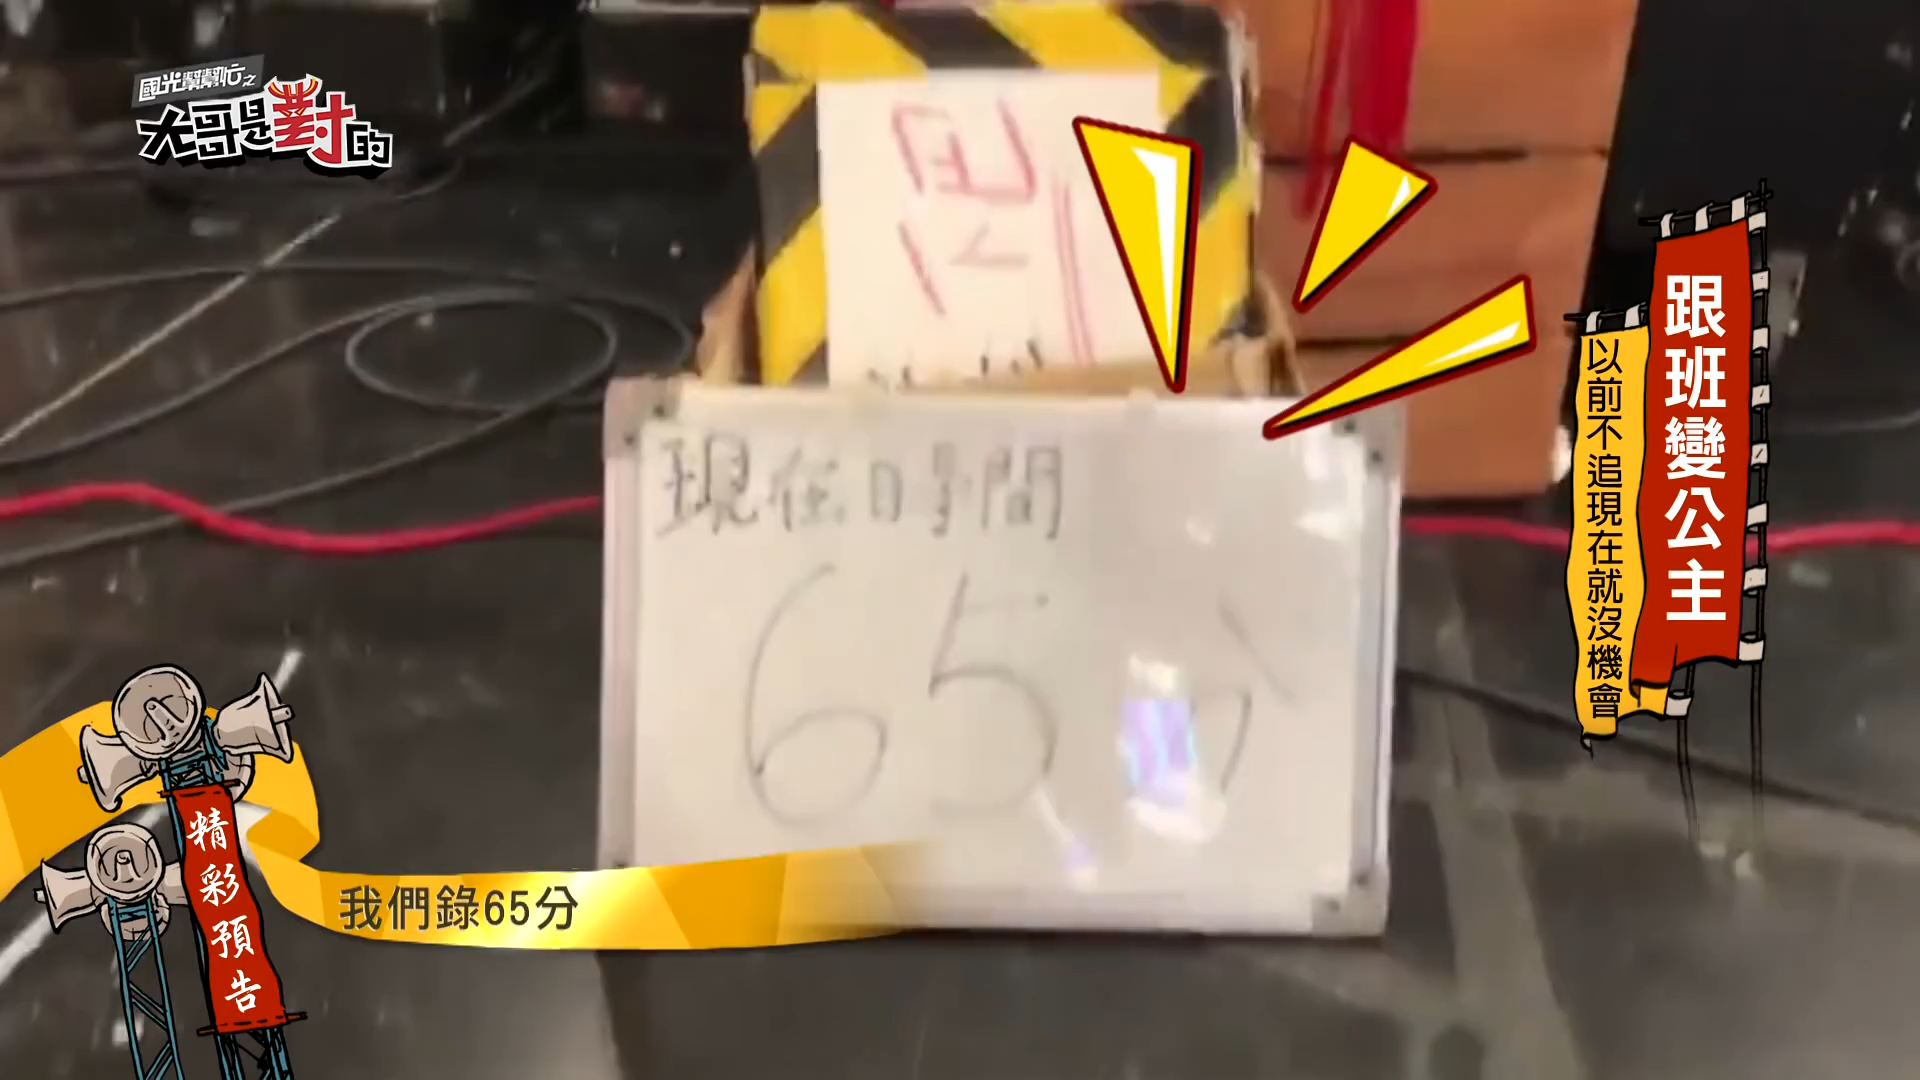 國光幫幫忙之
大哥是對的
現在時間
65分
跟班變公主
以前不追現在就沒機會
精彩預告
我們錄65分